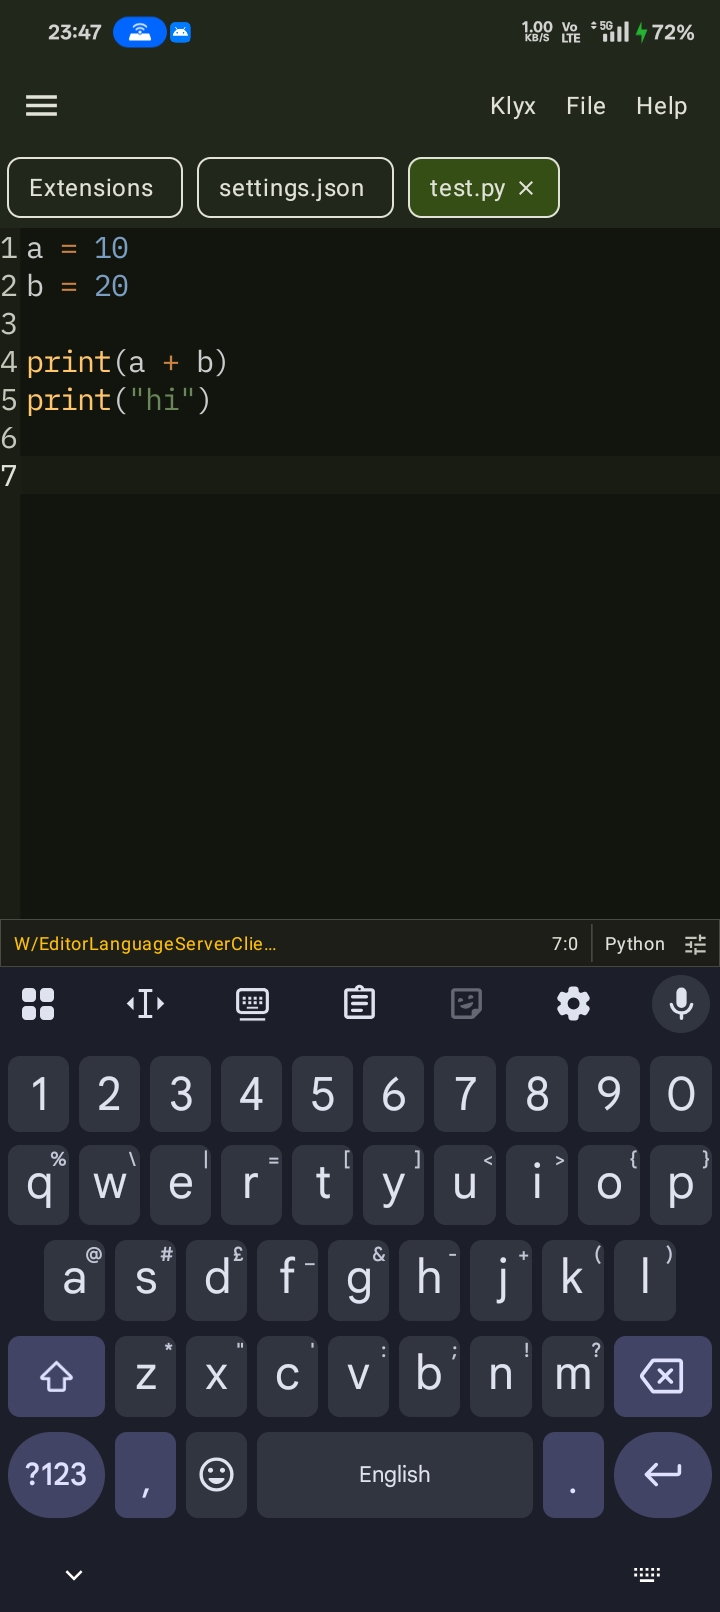 23:47 1.00 KB/S Vo LTE 5G 72%
Klyx File Help
Extensions settings.json test.py ×
1 a = 10
2 b = 20
3
4 print(a + b)
5 print("hi")
6
7
W/EditorLanguageServerClie... 7:0 Python
1 2 3 4 5 6 7 8 9 0
% \ | = [ ] < > { }
q w e r t y u i o p
@ # £ _ & - + ( )
a s d f g h j k l
* " ' : ; ! ?
z x c v b n m
?123 , English .